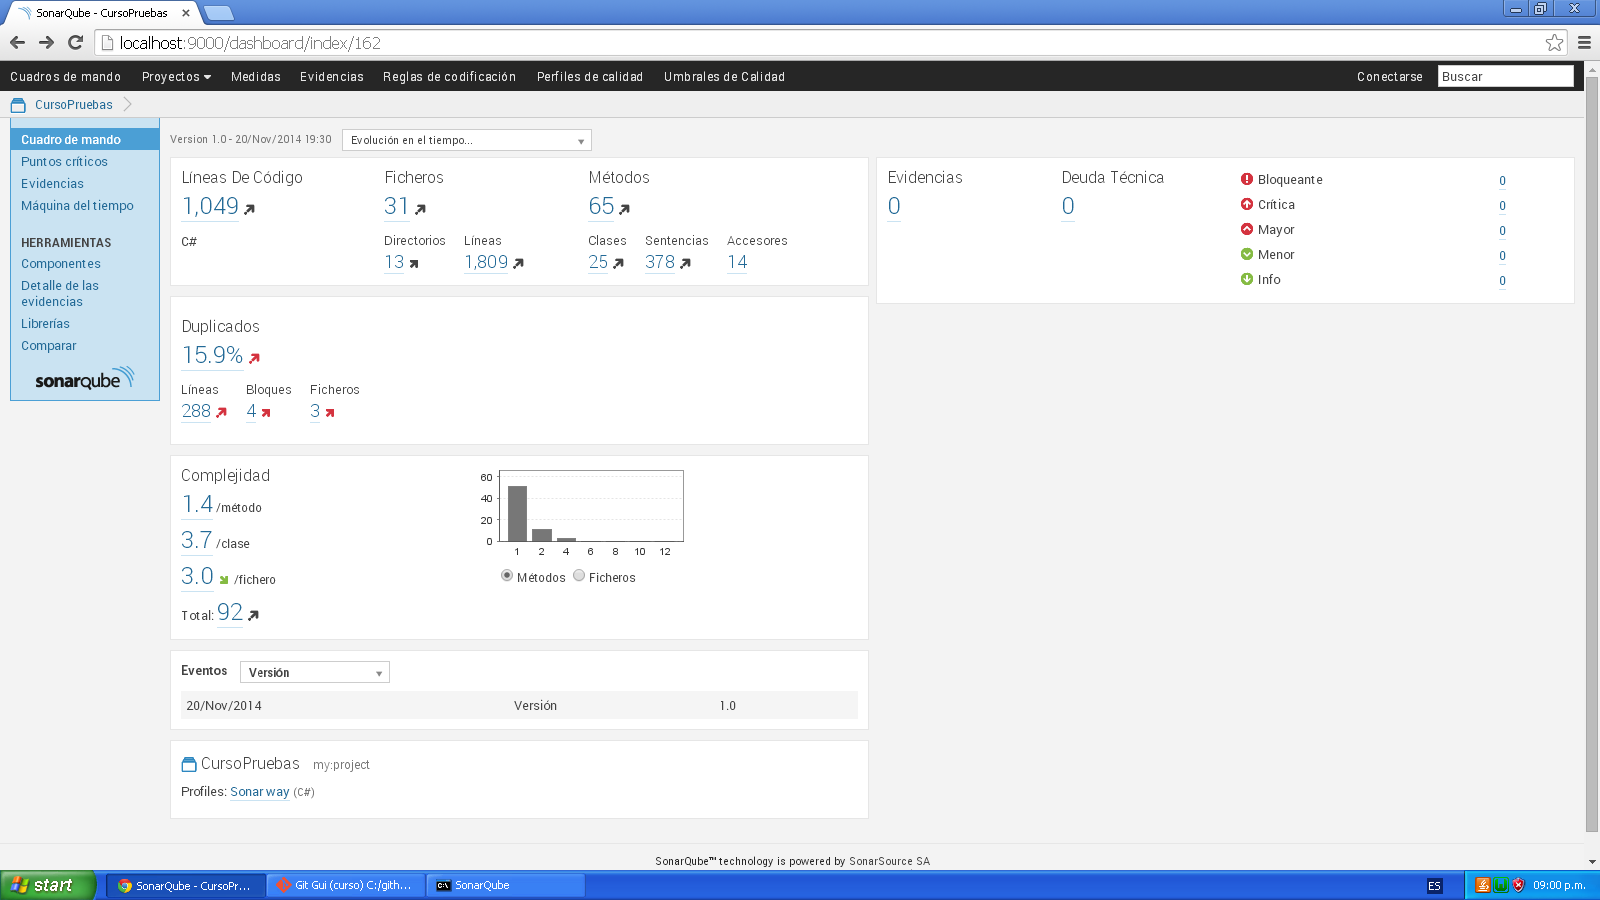 SonarQube - CursoPruebas
localhost:9000/dashboard/index/162
Cuadros de mando Proyectos Medidas Evidencias Reglas de codificación Perfiles de calidad Umbrales de Calidad Conectarse Buscar
CursoPruebas
Cuadro de mando
Puntos críticos
Evidencias
Máquina del tiempo
HERRAMIENTAS
Componentes
Detalle de las
evidencias
Librerías
Comparar
sonarqube
Version 1.0 - 20/Nov/2014 19:30 Evolución en el tiempo...
Líneas De Código Ficheros Métodos
1,049 31 65
C# Directorios Líneas Clases Sentencias Accesores
13 1,809 25 378 14
Evidencias Deuda Técnica
0 0
Bloqueante 0
Crítica 0
Mayor 0
Menor 0
Info 0
Duplicados
15.9%
Líneas Bloques Ficheros
288 4 3
Complejidad
1.4 /método
3.7 /clase
3.0 /fichero
Total: 92
60
40
20
0
1 2 4 6 8 10 12
Métodos Ficheros
Eventos Versión
20/Nov/2014 Versión 1.0
CursoPruebas my:project
Profiles: Sonar way (C#)
SonarQube™ technology is powered by SonarSource SA
start SonarQube - CursoPr... Git Gui (curso) C:/gith... C:\ SonarQube ES 09:00 p.m.